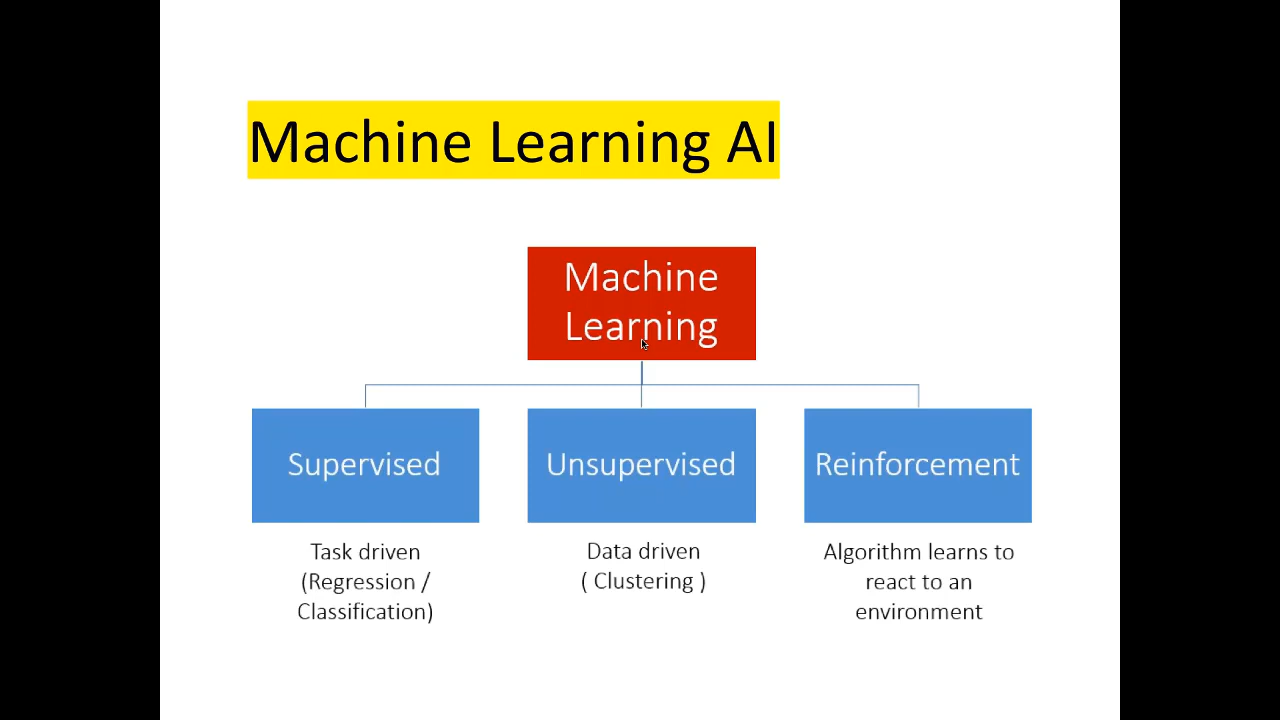 Machine Learning AI
Machine
Learning
Supervised
Unsupervised
Reinforcement
Task driven
(Regression /
Classification)
Data driven
( Clustering )
Algorithm learns to
react to an
environment